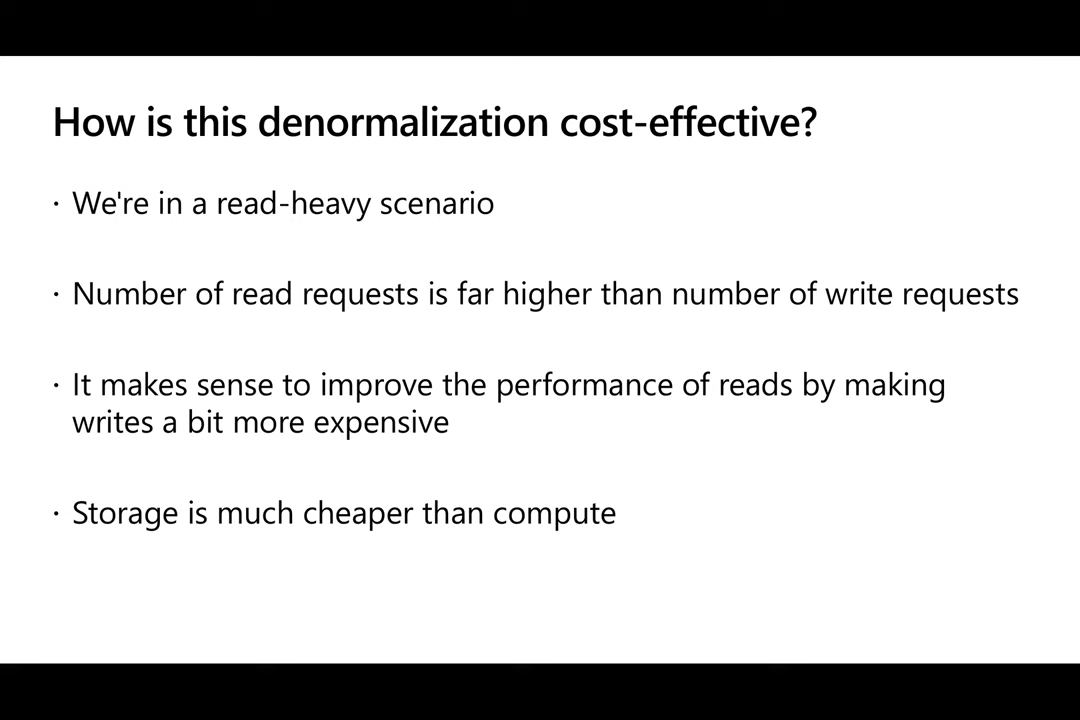 How is this denormalization cost-effective?
· We're in a read-heavy scenario
· Number of read requests is far higher than number of write requests
· It makes sense to improve the performance of reads by making
writes a bit more expensive
· Storage is much cheaper than compute